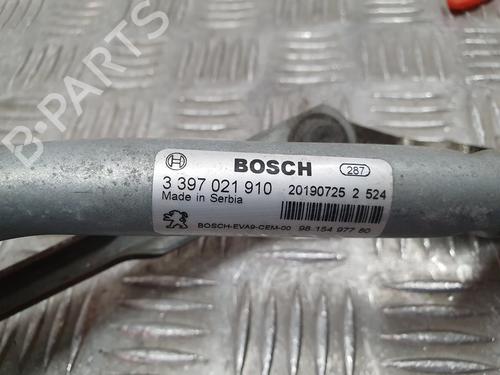 B-PARTS
BOSCH
287
3 397 021 910
20190725 2 524
Made in Serbia
BOSCH-EVA9-CEM-00
98 154 977 80